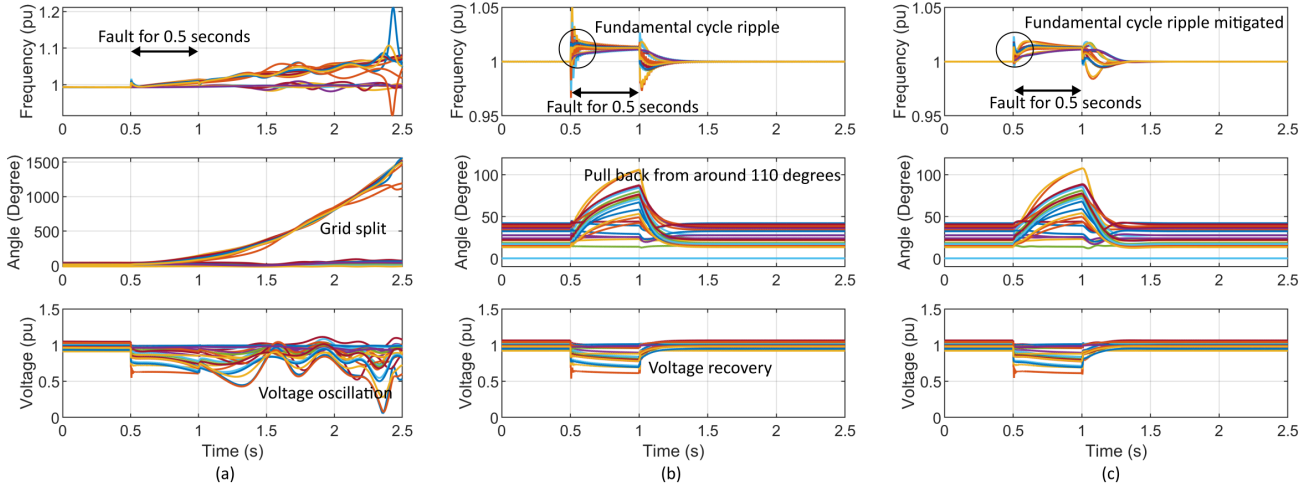 Frequency (pu)
1.2
1.1
1
Fault for 0.5 seconds
0 0.5 1 1.5 2 2.5
Angle (Degree)
1500
1000
500
0
Grid split
0 0.5 1 1.5 2 2.5
Voltage (pu)
1.5
1
0.5
0
Voltage oscillation
0 0.5 1 1.5 2 2.5
Time (s)
(a)
Frequency (pu)
1.05
1
0.95
Fundamental cycle ripple
Fault for 0.5 seconds
0 0.5 1 1.5 2 2.5
Angle (Degree)
100
50
0
Pull back from around 110 degrees
0 0.5 1 1.5 2 2.5
Voltage (pu)
1.5
1
0.5
0
Voltage recovery
0 0.5 1 1.5 2 2.5
Time (s)
(b)
Frequency (pu)
1.05
1
0.95
Fundamental cycle ripple mitigated
Fault for 0.5 seconds
0 0.5 1 1.5 2 2.5
Angle (Degree)
100
50
0
0 0.5 1 1.5 2 2.5
Voltage (pu)
1.5
1
0.5
0
0 0.5 1 1.5 2 2.5
Time (s)
(c)